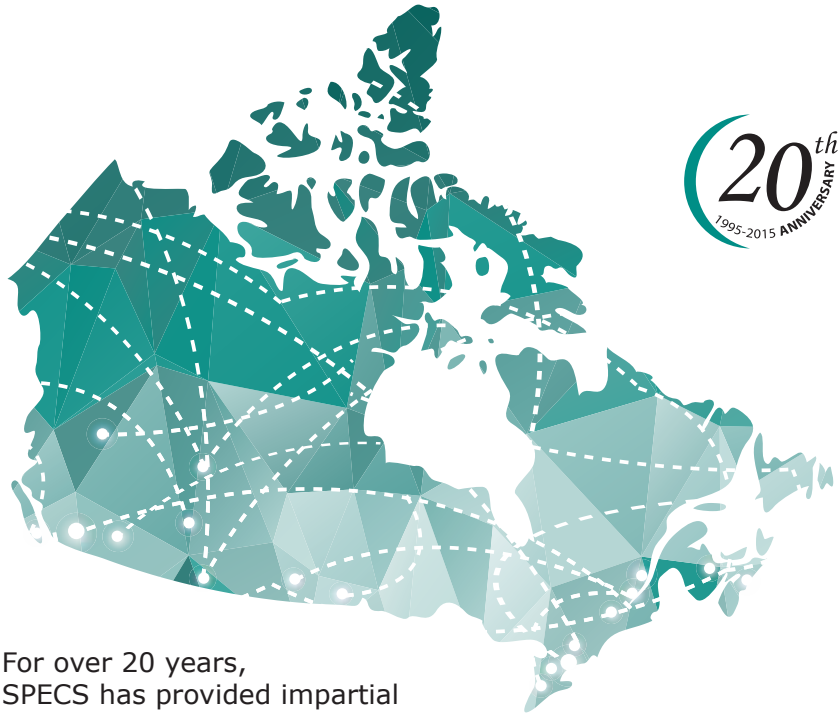 20th
1995-2015 ANNIVERSARY
For over 20 years,
SPECS has provided impartial